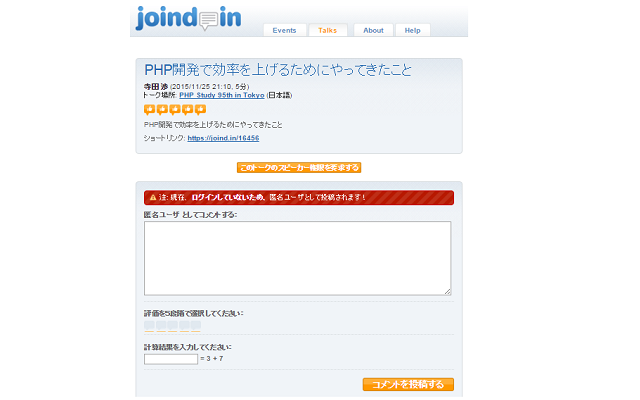 joind in
Events Talks About Help
PHP開発で効率を上げるためにやってきたこと
寺田 渉 (2015/11/25 21:10, 5分)
トーク場所: PHP Study 95th in Tokyo (日本語)
PHP開発で効率を上げるためにやってきたこと
ショートリンク: https://joind.in/16456
このトークのスピーカー権限を要求する
注: 現在、ログインしていないため、匿名ユーザとして投稿されます!
匿名ユーザ としてコメントする:
評価を5段階で選択してください:
計算結果を入力してください:
= 3 + 7
コメントを投稿する